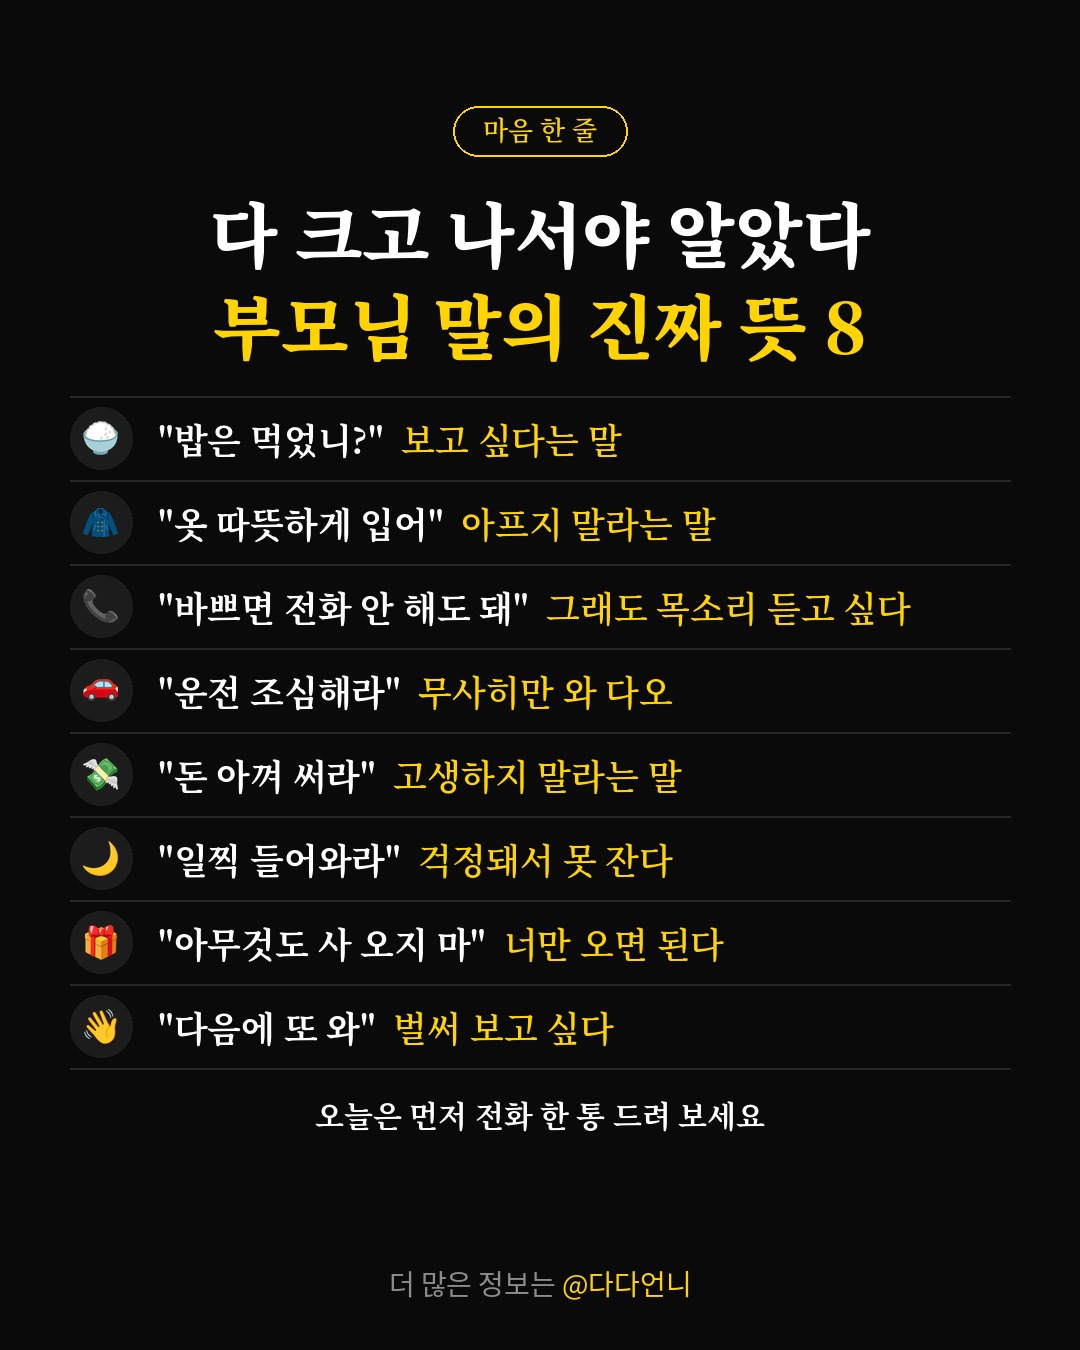 마음 한 줄
다 크고 나서야 알았다
부모님 말의 진짜 뜻 8
"밥은 먹었니?" 보고 싶다는 말
"옷 따뜻하게 입어" 아프지 말라는 말
"바쁘면 전화 안 해도 돼" 그래도 목소리 듣고 싶다
"운전 조심해라" 무사히만 와 다오
"돈 아껴 써라" 고생하지 말라는 말
"일찍 들어와라" 걱정돼서 못 잔다
"아무것도 사 오지 마" 너만 오면 된다
"다음에 또 와" 벌써 보고 싶다
오늘은 먼저 전화 한 통 드려 보세요
더 많은 정보는 @다다언니